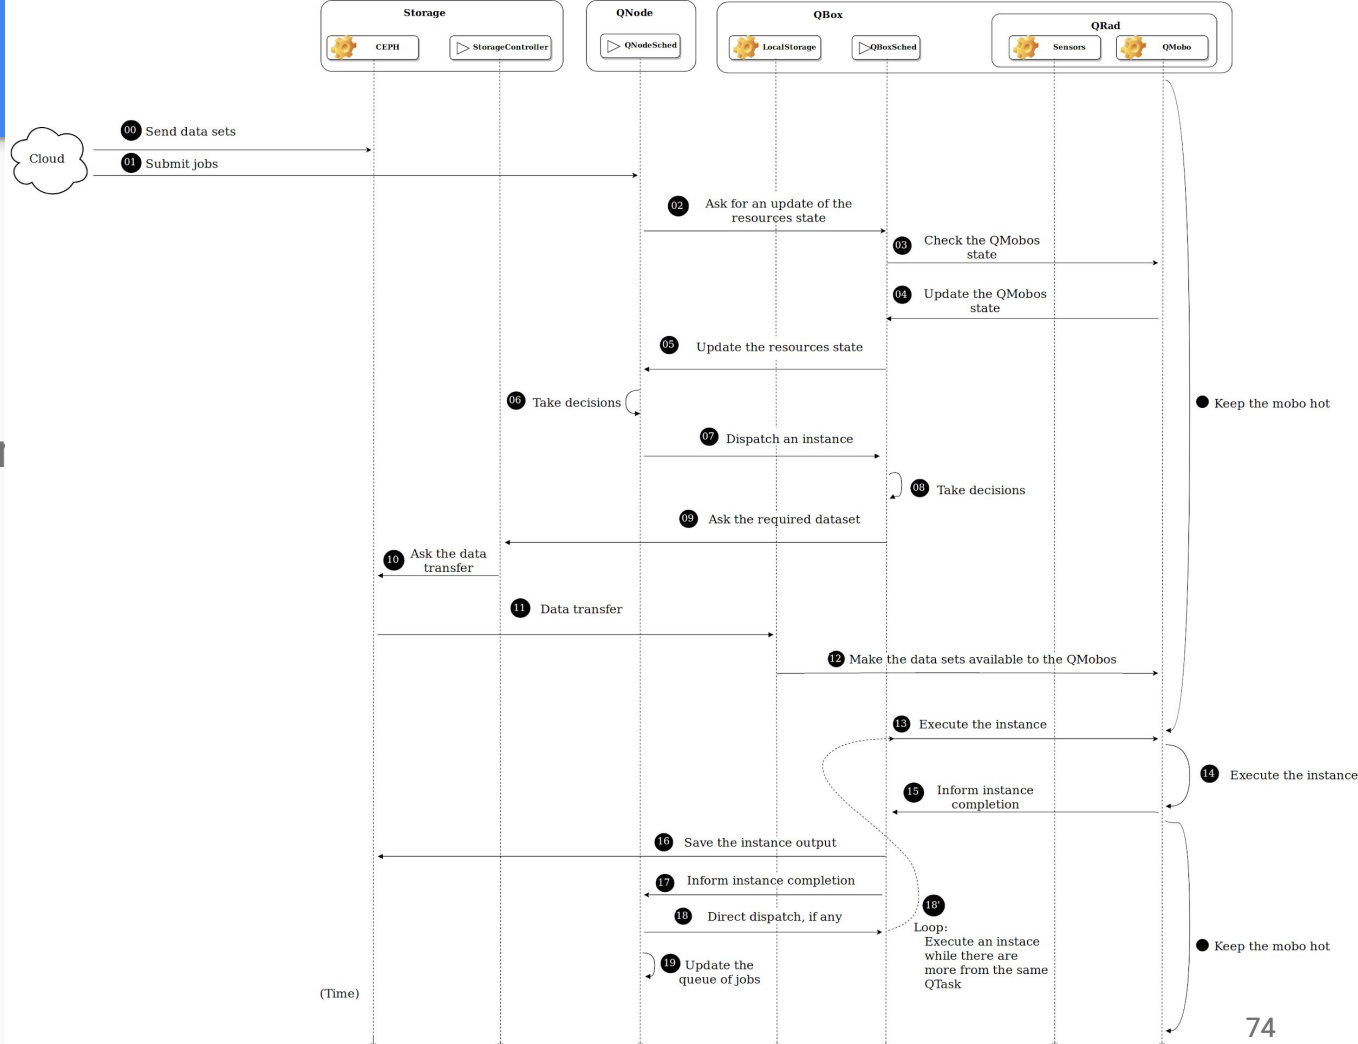 Storage
QNode
QBox
QRad
CEPH
StorageController
QNodeSched
LocalStorage
QBoxSched
Sensors
QMobo
Cloud
00 Send data sets
01 Submit jobs
02 Ask for an update of the
resources state
03 Check the QMobos
state
04 Update the QMobos
state
05 Update the resources state
06 Take decisions
Keep the mobo hot
07 Dispatch an instance
08 Take decisions
09 Ask the required dataset
10 Ask the data
transfer
11 Data transfer
12 Make the data sets available to the QMobos
13 Execute the instance
14 Execute the instance
15 Inform instance
completion
16 Save the instance output
17 Inform instance completion
18 Direct dispatch, if any
18'
Loop:
Execute an instace
while there are
more from the same
QTask
Keep the mobo hot
19 Update the
queue of jobs
(Time)
74